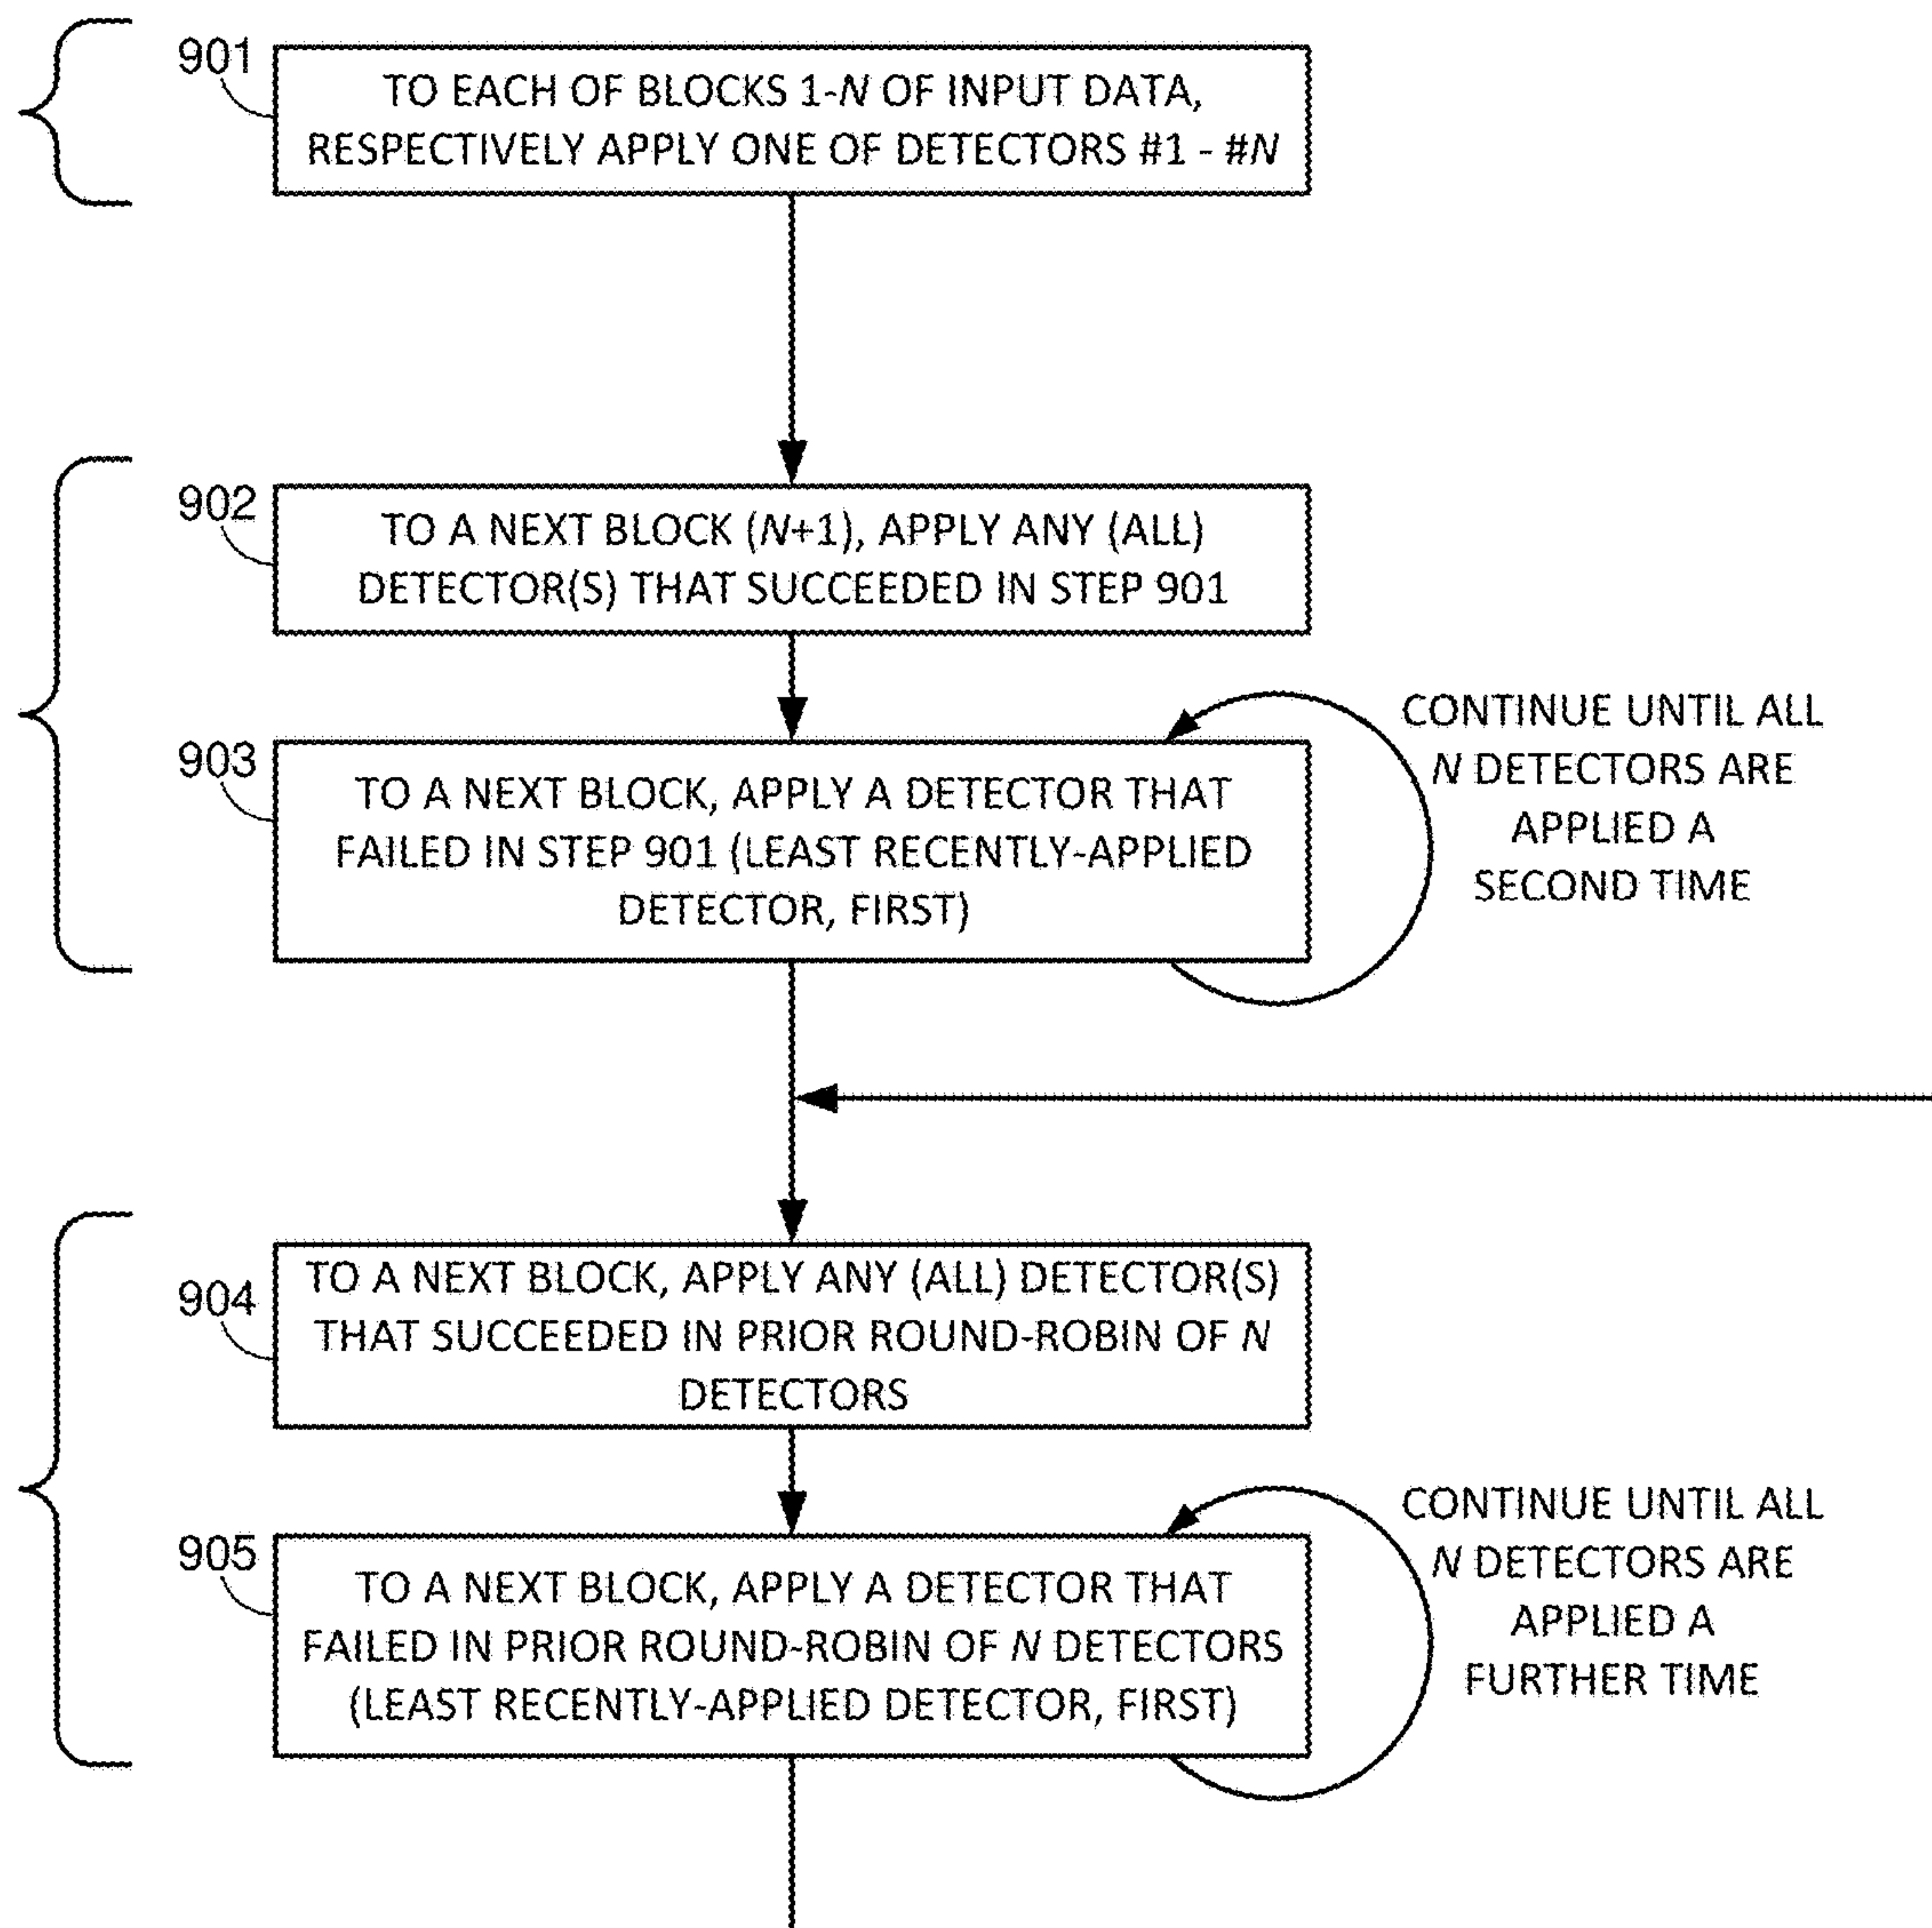 901
TO EACH OF BLOCKS 1-N OF INPUT DATA,
RESPECTIVELY APPLY ONE OF DETECTORS #1 - #N
902
TO A NEXT BLOCK (N+1), APPLY ANY (ALL)
DETECTOR(S) THAT SUCCEEDED IN STEP 901
903
TO A NEXT BLOCK, APPLY A DETECTOR THAT
FAILED IN STEP 901 (LEAST RECENTLY-APPLIED
DETECTOR, FIRST)
CONTINUE UNTIL ALL
N DETECTORS ARE
APPLIED A
SECOND TIME
904
TO A NEXT BLOCK, APPLY ANY (ALL) DETECTOR(S)
THAT SUCCEEDED IN PRIOR ROUND-ROBIN OF N
DETECTORS
905
TO A NEXT BLOCK, APPLY A DETECTOR THAT
FAILED IN PRIOR ROUND-ROBIN OF N DETECTORS
(LEAST RECENTLY-APPLIED DETECTOR, FIRST)
CONTINUE UNTIL ALL
N DETECTORS ARE
APPLIED A
FURTHER TIME